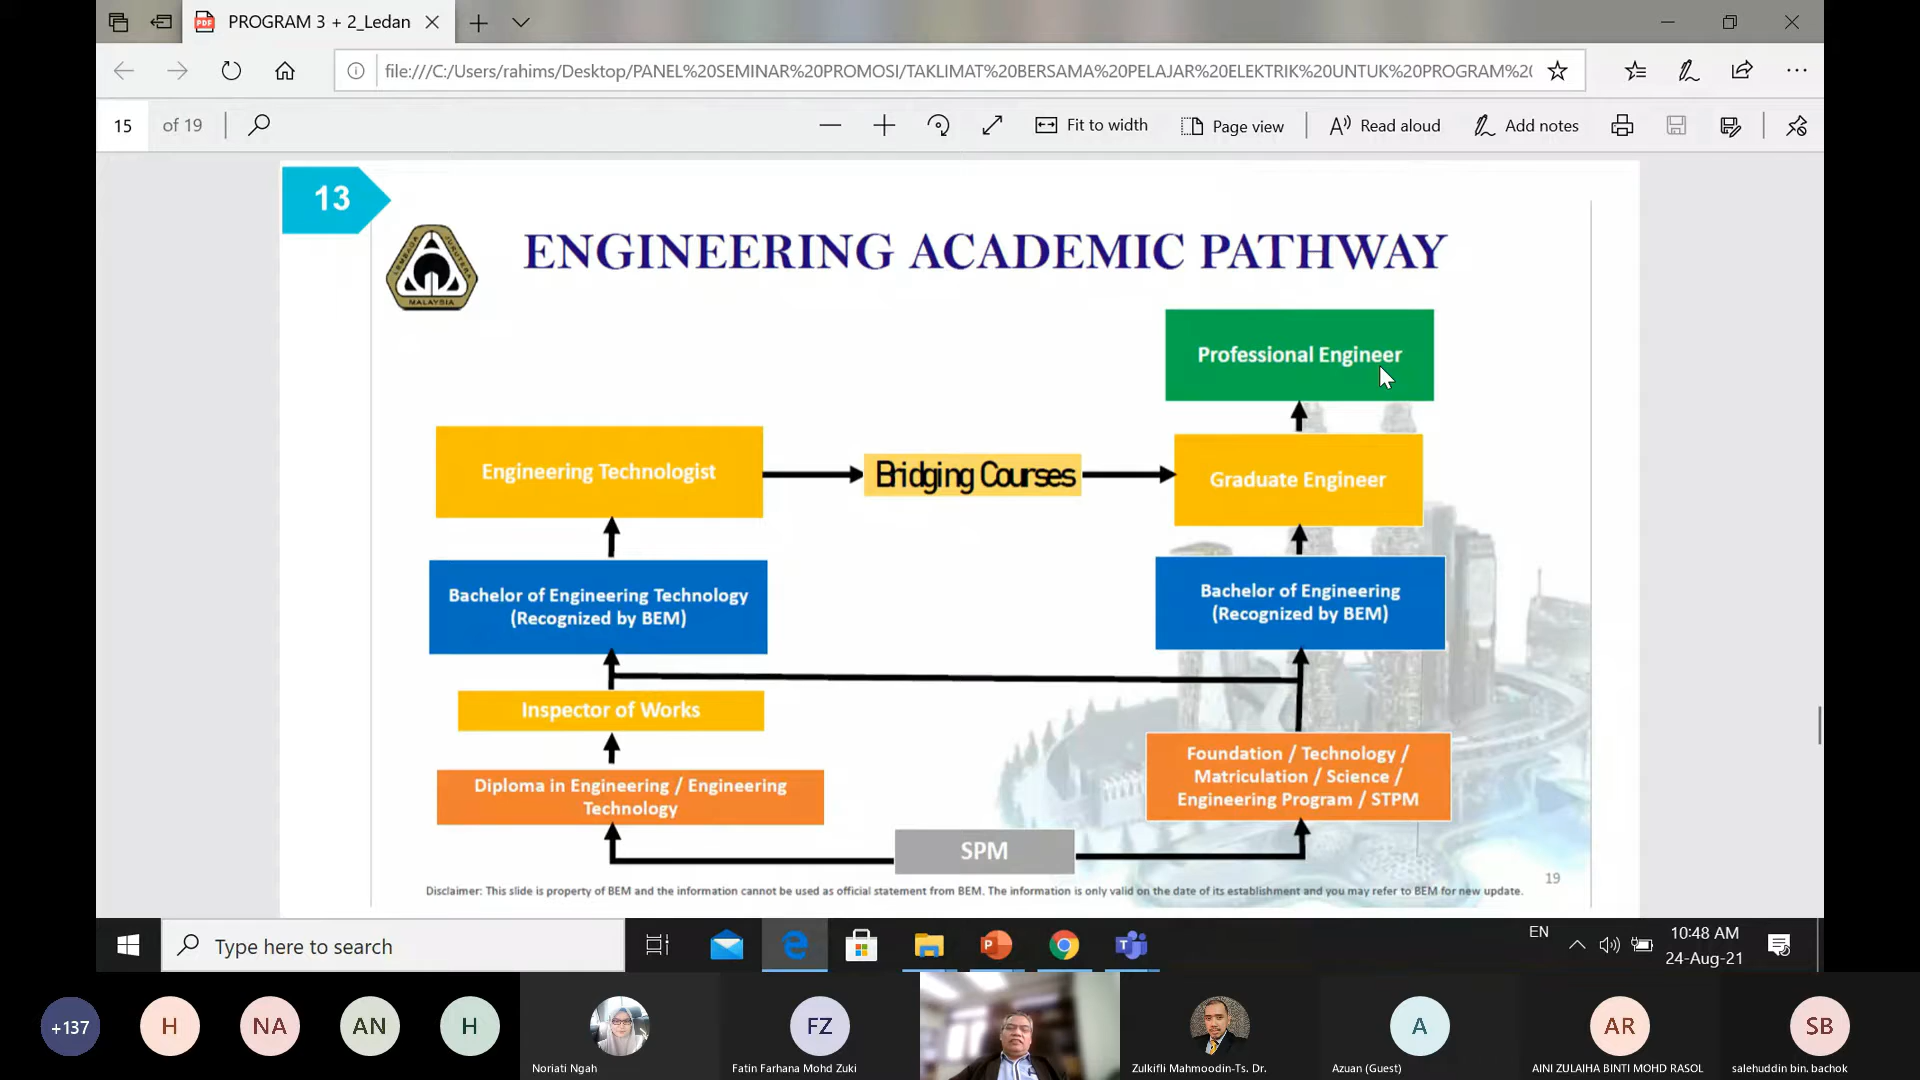 PROGRAM 3 + 2_Ledan
file:///C:/Users/rahims/Desktop/PANEL%20SEMINAR%20PROMOSI/TAKLIMAT%20BERSAMA%20PELAJAR%20ELEKTRIK%20UNTUK%20PROGRAM%20
15 of 19
Fit to width
Page view
Read aloud
Add notes
13
LEMBAGA JURUTERA
MALAYSIA
ENGINEERING ACADEMIC PATHWAY
Professional Engineer
Engineering Technologist
Bridging Courses
Graduate Engineer
Bachelor of Engineering Technology
(Recognized by BEM)
Bachelor of Engineering
(Recognized by BEM)
Inspector of Works
Foundation / Technology /
Matriculation / Science /
Engineering Program / STPM
Diploma in Engineering / Engineering
Technology
SPM
19
Disclaimer: This slide is property of BEM and the information cannot be used as official statement from BEM. The information is only valid on the date of its establishment and you may refer to BEM for new update.
Type here to search
EN
10:48 AM
24-Aug-21
+137
H
NA
AN
H
Noriati Ngah
FZ
Fatin Farhana Mohd Zuki
Zulkifli Mahmoodin-Ts. Dr.
A
Azuan (Guest)
AR
AINI ZULAIHA BINTI MOHD RASOL
SB
salehuddin bin. bachok